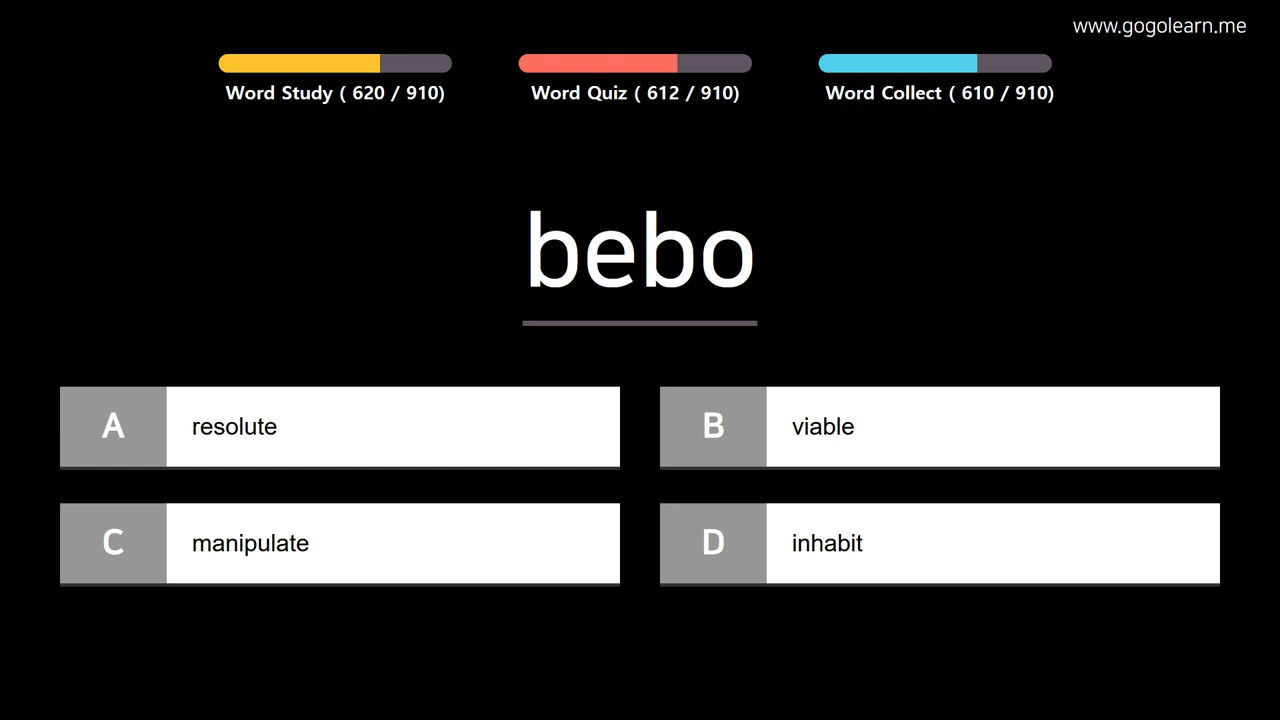 www.gogolearn.me
Word Study ( 620 / 910)
Word Quiz ( 612 / 910)
Word Collect ( 610 / 910)
bebo
A resolute
B viable
C manipulate
D inhabit